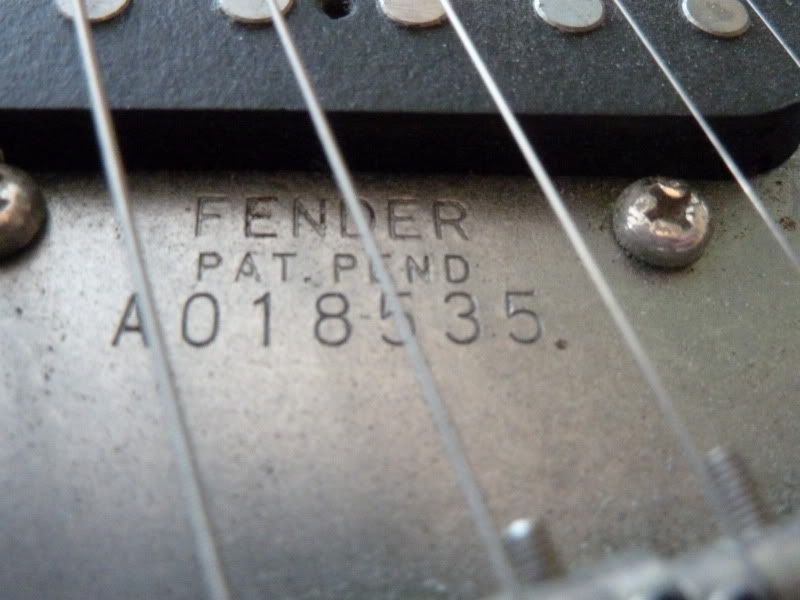 FENDER
PAT. PEND
A018535